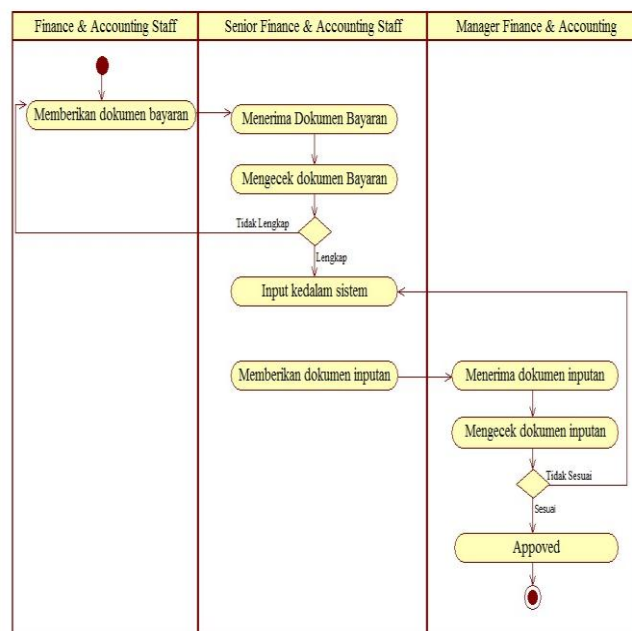 Finance & Accounting Staff
Senior Finance & Accounting Staff
Manager Finance & Accounting
Memberikan dokumen bayaran
Menerima Dokumen Bayaran
Mengecek dokumen Bayaran
Tidak Lengkap
Lengkap
Input kedalam sistem
Memberikan dokumen inputan
Menerima dokumen inputan
Mengecek dokumen inputan
Tidak Sesuai
Sesuai
Appoved